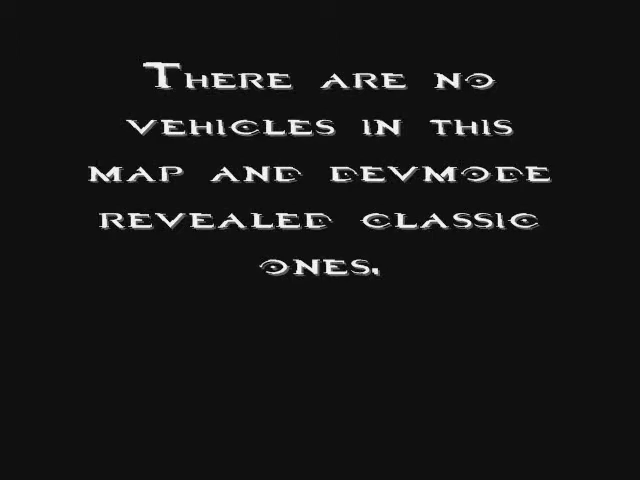 There are no
vehicles in this
map and devmode
revealed classic
ones.